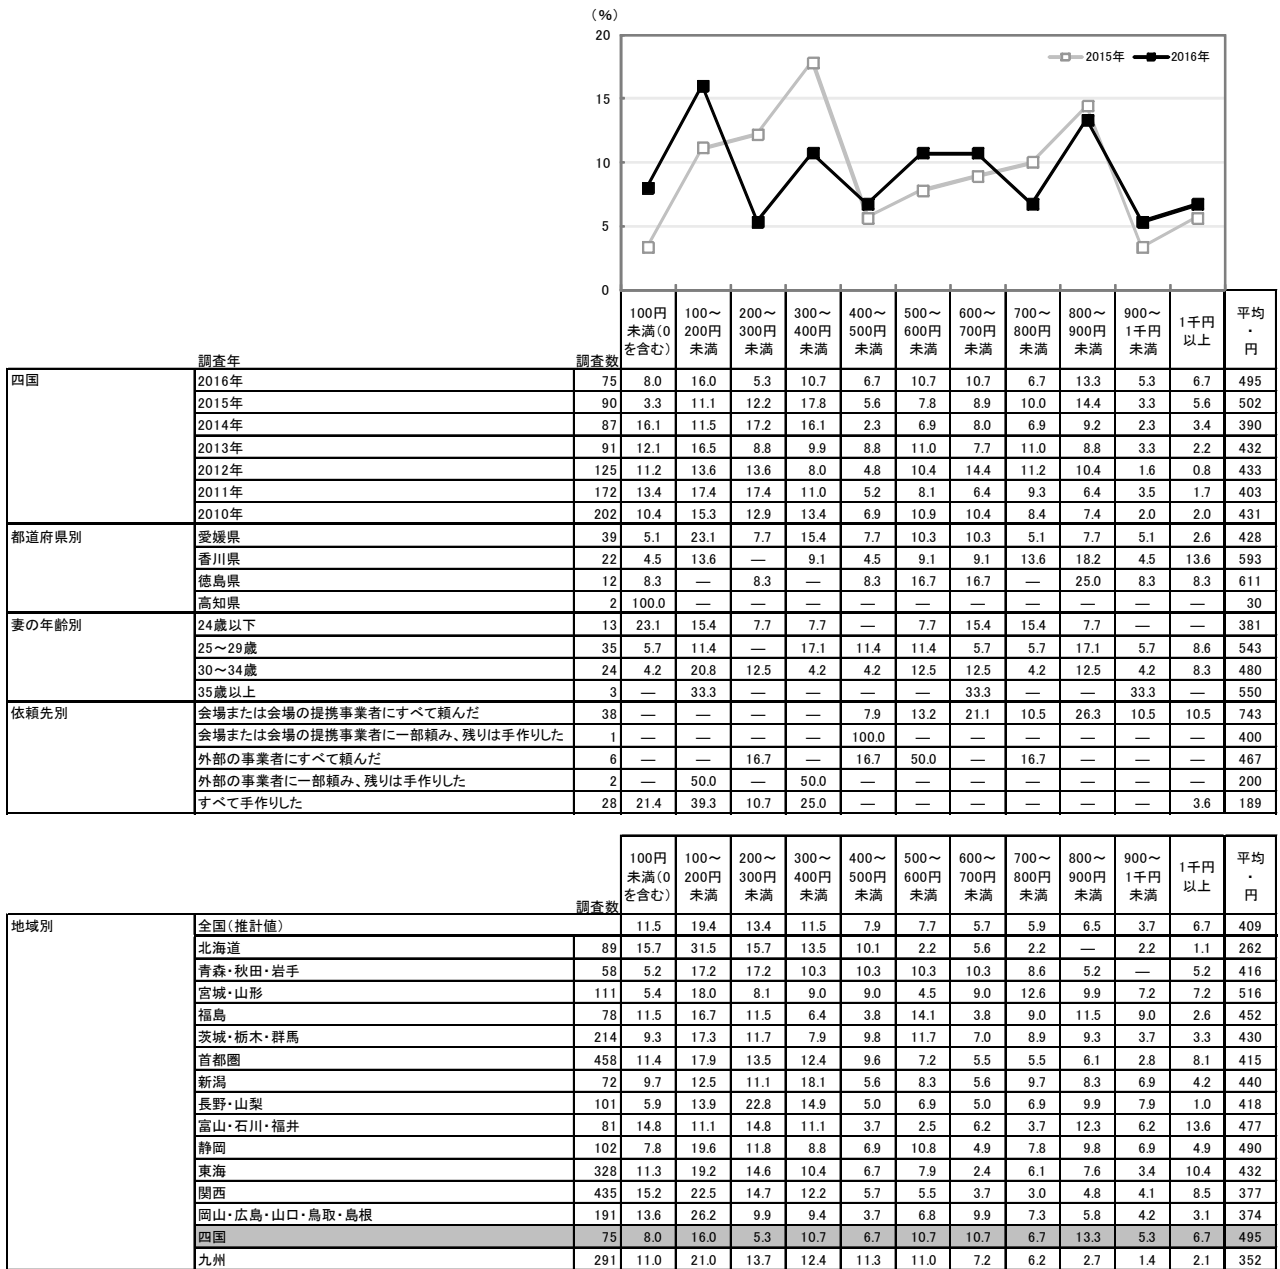 （%）
20
15
10
5
0
2015年 2016年
100円 100～ 200～ 300～ 400～ 500～ 600～ 700～ 800～ 900～ 1千円 平均
未満(0 200円 300円 400円 500円 600円 700円 800円 900円 1千円 以上 ・
を含む) 未満 未満 未満 未満 未満 未満 未満 未満 未満 円
調査年 調査数
四国 2016年 75 8.0 16.0 5.3 10.7 6.7 10.7 10.7 6.7 13.3 5.3 6.7 495
2015年 90 3.3 11.1 12.2 17.8 5.6 7.8 8.9 10.0 14.4 3.3 5.6 502
2014年 87 16.1 11.5 17.2 16.1 2.3 6.9 8.0 6.9 9.2 2.3 3.4 390
2013年 91 12.1 16.5 8.8 9.9 8.8 11.0 7.7 11.0 8.8 3.3 2.2 432
2012年 125 11.2 13.6 13.6 8.0 4.8 10.4 14.4 11.2 10.4 1.6 0.8 433
2011年 172 13.4 17.4 17.4 11.0 5.2 8.1 6.4 9.3 6.4 3.5 1.7 403
2010年 202 10.4 15.3 12.9 13.4 6.9 10.9 10.4 8.4 7.4 2.0 2.0 431
都道府県別 愛媛県 39 5.1 23.1 7.7 15.4 7.7 10.3 10.3 5.1 7.7 5.1 2.6 428
香川県 22 4.5 13.6 — 9.1 4.5 9.1 9.1 13.6 18.2 4.5 13.6 593
徳島県 12 8.3 — 8.3 — 8.3 16.7 16.7 — 25.0 8.3 8.3 611
高知県 2 100.0 — — — — — — — — — — 30
妻の年齢別 24歳以下 13 23.1 15.4 7.7 7.7 — 7.7 15.4 15.4 7.7 — — 381
25～29歳 35 5.7 11.4 — 17.1 11.4 11.4 5.7 5.7 17.1 5.7 8.6 543
30～34歳 24 4.2 20.8 12.5 4.2 4.2 12.5 12.5 4.2 12.5 4.2 8.3 480
35歳以上 3 — 33.3 — — — — 33.3 — — 33.3 — 550
依頼先別 会場または会場の提携事業者にすべて頼んだ 38 — — — — 7.9 13.2 21.1 10.5 26.3 10.5 10.5 743
会場または会場の提携事業者に一部頼み、残りは手作りした 1 — — — — 100.0 — — — — — — 400
外部の事業者にすべて頼んだ 6 — — 16.7 — 16.7 50.0 — 16.7 — — — 467
外部の事業者に一部頼み、残りは手作りした 2 — 50.0 — 50.0 — — — — — — — 200
すべて手作りした 28 21.4 39.3 10.7 25.0 — — — — — — 3.6 189
100円 100～ 200～ 300～ 400～ 500～ 600～ 700～ 800～ 900～ 1千円 平均
未満(0 200円 300円 400円 500円 600円 700円 800円 900円 1千円 以上 ・
を含む) 未満 未満 未満 未満 未満 未満 未満 未満 未満 円
調査数
地域別 全国(推計値) 11.5 19.4 13.4 11.5 7.9 7.7 5.7 5.9 6.5 3.7 6.7 409
北海道 89 15.7 31.5 15.7 13.5 10.1 2.2 5.6 2.2 — 2.2 1.1 262
青森・秋田・岩手 58 5.2 17.2 17.2 10.3 10.3 10.3 10.3 8.6 5.2 — 5.2 416
宮城・山形 111 5.4 18.0 8.1 9.0 9.0 4.5 9.0 12.6 9.9 7.2 7.2 516
福島 78 11.5 16.7 11.5 6.4 3.8 14.1 3.8 9.0 11.5 9.0 2.6 452
茨城・栃木・群馬 214 9.3 17.3 11.7 7.9 9.8 11.7 7.0 8.9 9.3 3.7 3.3 430
首都圏 458 11.4 17.9 13.5 12.4 9.6 7.2 5.5 5.5 6.1 2.8 8.1 415
新潟 72 9.7 12.5 11.1 18.1 5.6 8.3 5.6 9.7 8.3 6.9 4.2 440
長野・山梨 101 5.9 13.9 22.8 14.9 5.0 6.9 5.0 6.9 9.9 7.9 1.0 418
富山・石川・福井 81 14.8 11.1 14.8 11.1 3.7 2.5 6.2 3.7 12.3 6.2 13.6 477
静岡 102 7.8 19.6 11.8 8.8 6.9 10.8 4.9 7.8 9.8 6.9 4.9 490
東海 328 11.3 19.2 14.6 10.4 6.7 7.9 2.4 6.1 7.6 3.4 10.4 432
関西 435 15.2 22.5 14.7 12.2 5.7 5.5 3.7 3.0 4.8 4.1 8.5 377
岡山・広島・山口・鳥取・島根 191 13.6 26.2 9.9 9.4 3.7 6.8 9.9 7.3 5.8 4.2 3.1 374
四国 75 8.0 16.0 5.3 10.7 6.7 10.7 10.7 6.7 13.3 5.3 6.7 495
九州 291 11.0 21.0 13.7 12.4 11.3 11.0 7.2 6.2 2.7 1.4 2.1 352